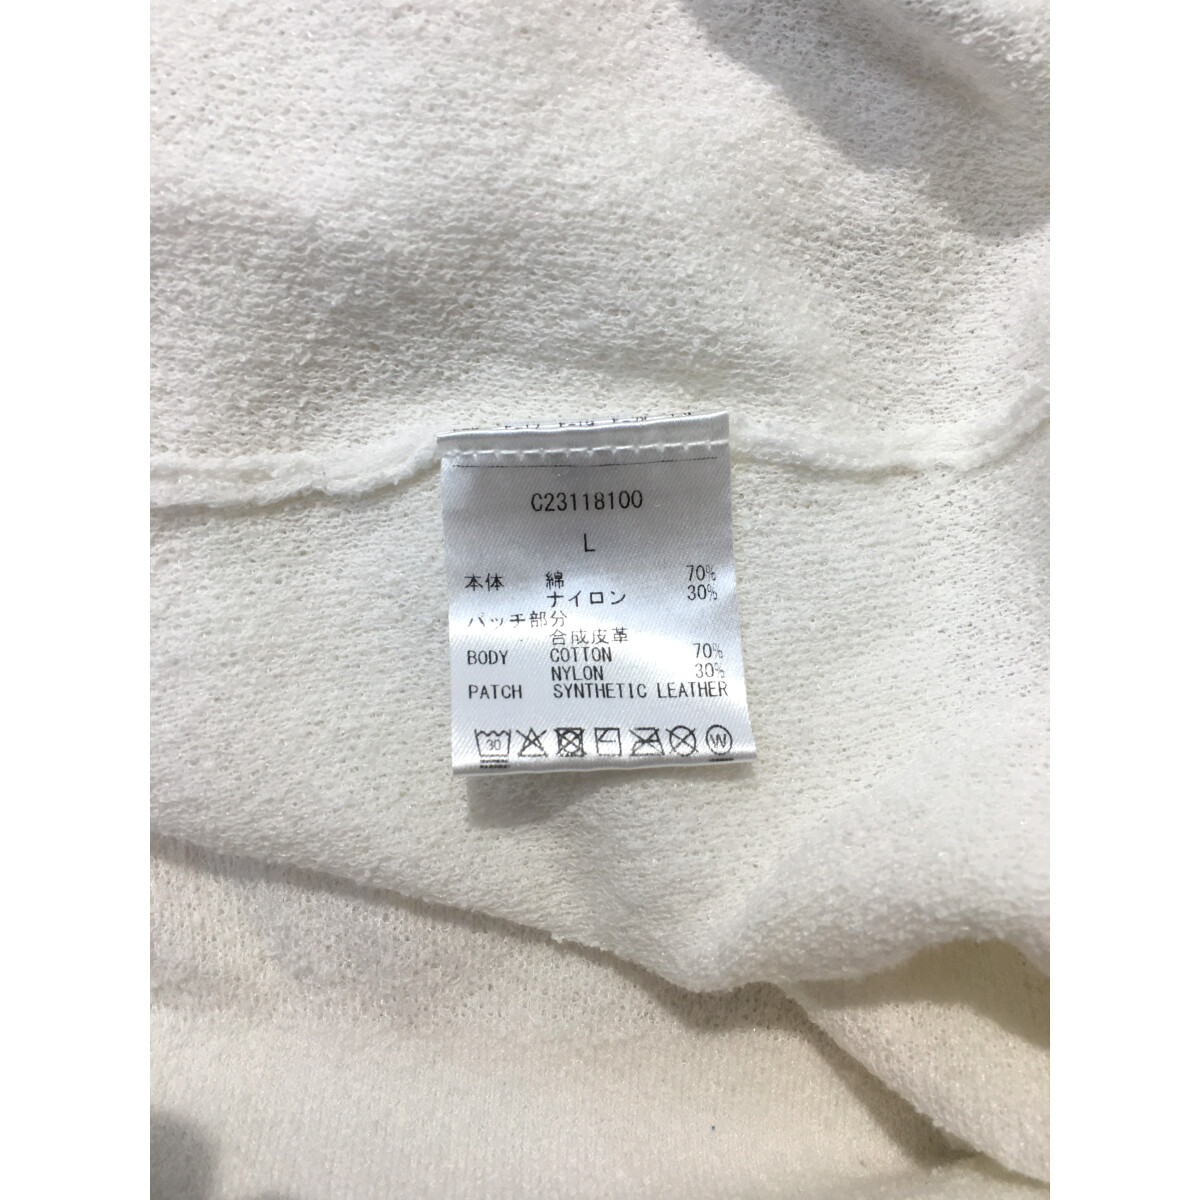 C23118100
L
本体 綿 70%
ナイロン 30%
パッチ部分
合成皮革
BODY COTTON 70%
NYLON 30%
PATCH SYNTHETIC LEATHER
30 W